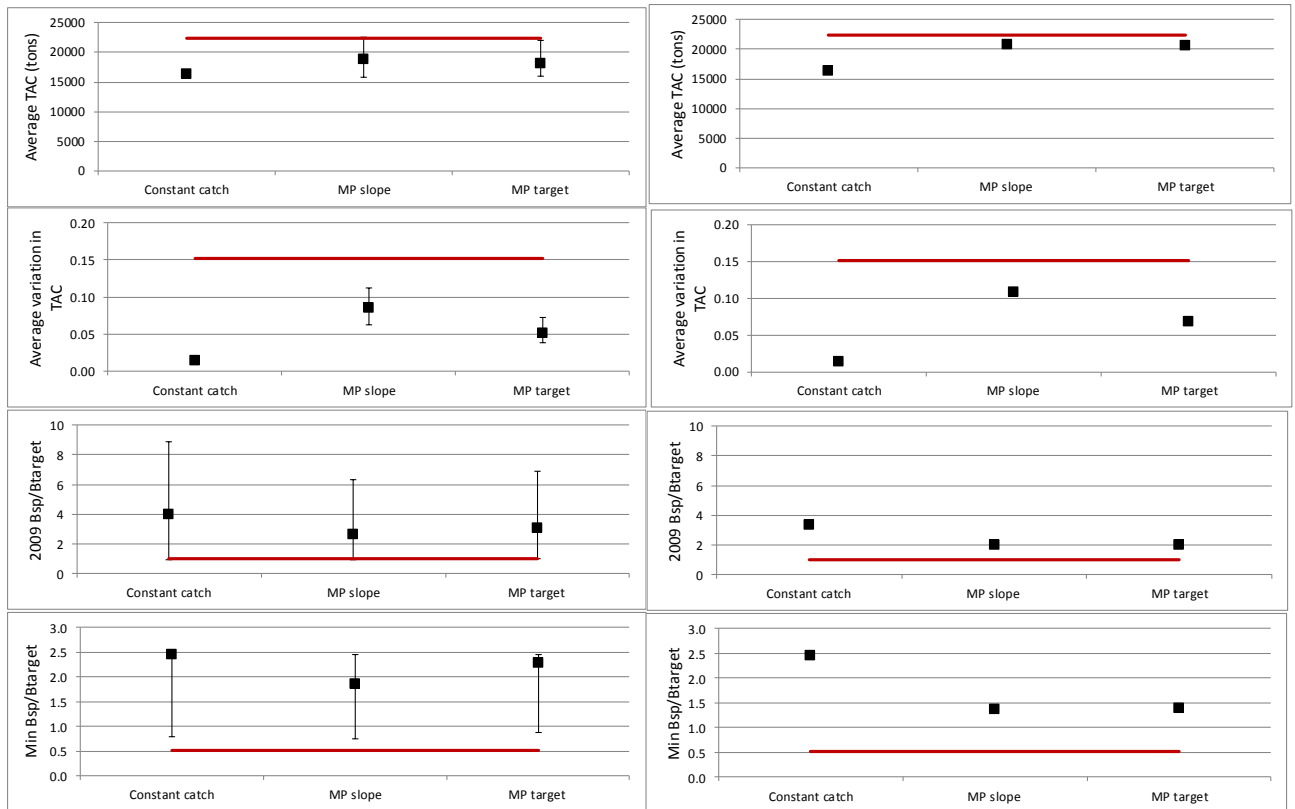 Average TAC (tons)
25000
20000
15000
10000
5000
0
Constant catch MP slope MP target
Average TAC (tons)
25000
20000
15000
10000
5000
0
Constant catch MP slope MP target
Average variation in
TAC
0.20
0.15
0.10
0.05
0.00
Constant catch MP slope MP target
Average variation in
TAC
0.20
0.15
0.10
0.05
0.00
Constant catch MP slope MP target
2009 Bsp/Btarget
10
8
6
4
2
0
Constant catch MP slope MP target
2009 Bsp/Btarget
10
8
6
4
2
0
Constant catch MP slope MP target
Min Bsp/Btarget
3.0
2.5
2.0
1.5
1.0
0.5
0.0
Constant catch MP slope MP target
Min Bsp/Btarget
3.0
2.5
2.0
1.5
1.0
0.5
0.0
Constant catch MP slope MP target